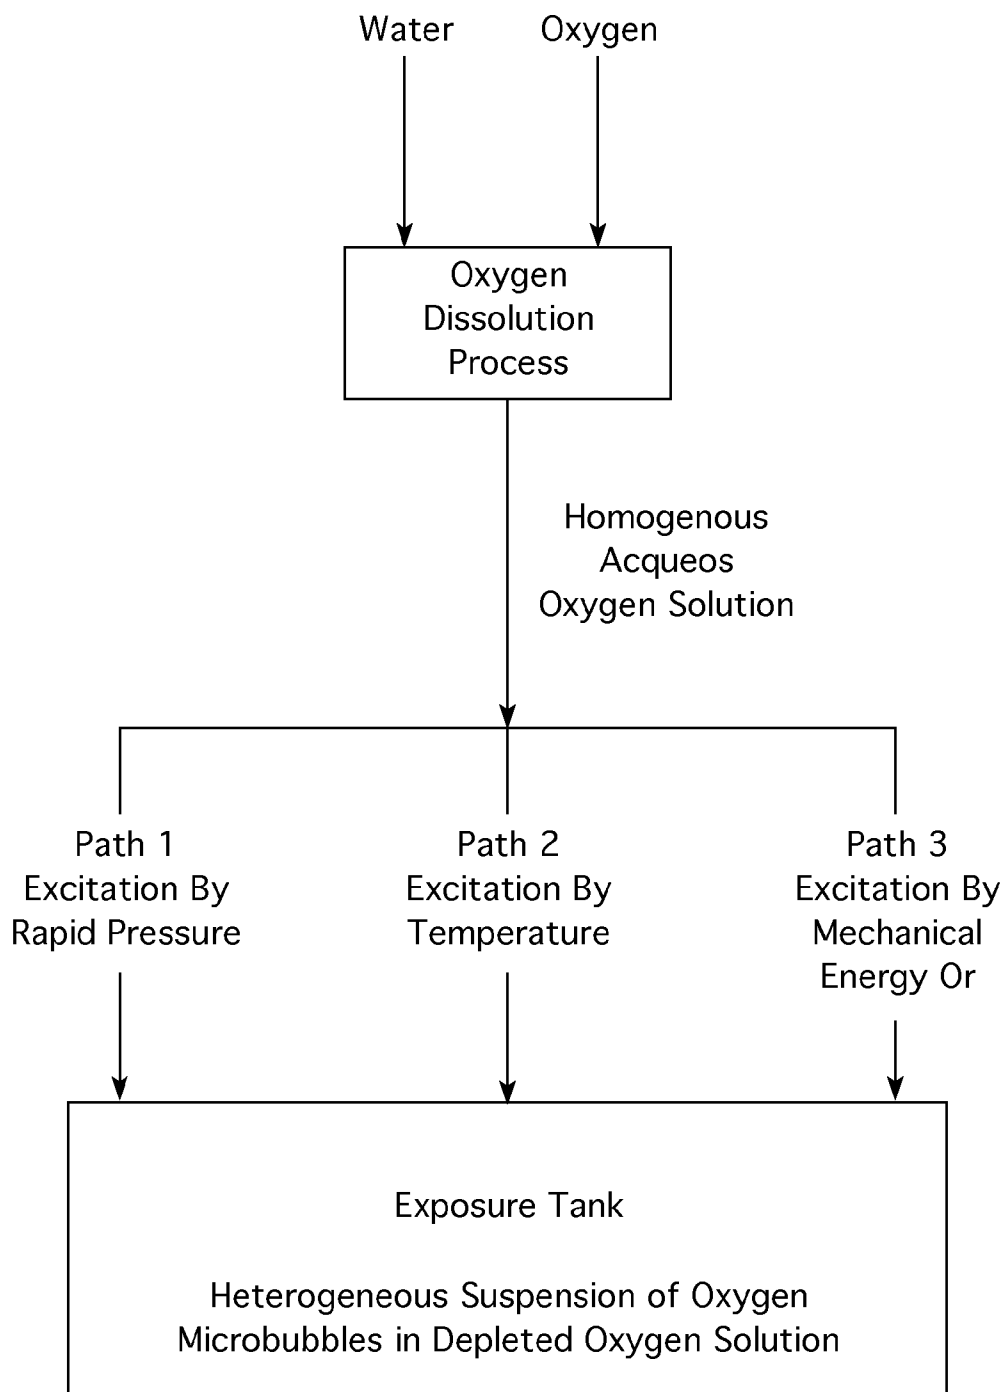 Water
Oxygen
Oxygen
Dissolution
Process
Homogenous
Acqueos
Oxygen Solution
Path 1
Excitation By
Rapid Pressure
Path 2
Excitation By
Temperature
Path 3
Excitation By
Mechanical
Energy Or
Exposure Tank
Heterogeneous Suspension of Oxygen
Microbubbles in Depleted Oxygen Solution